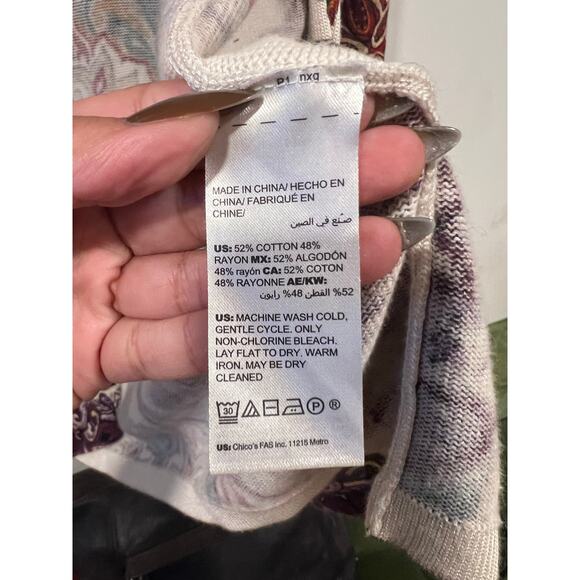 P1 nxq
MADE IN CHINA/ HECHO EN
CHINA/ FABRIQUÉ EN
CHINE/
صنع في الصين
US: 52% COTTON 48%
RAYON MX: 52% ALGODÓN
48% rayón CA: 52% COTON
48% RAYONNE AE/KW:
52% القطن 48% رايون
US: MACHINE WASH COLD,
GENTLE CYCLE. ONLY
NON-CHLORINE BLEACH.
LAY FLAT TO DRY. WARM
IRON. MAY BE DRY
CLEANED
30 P ®
US: Chico's FAS Inc. 11215 Metro